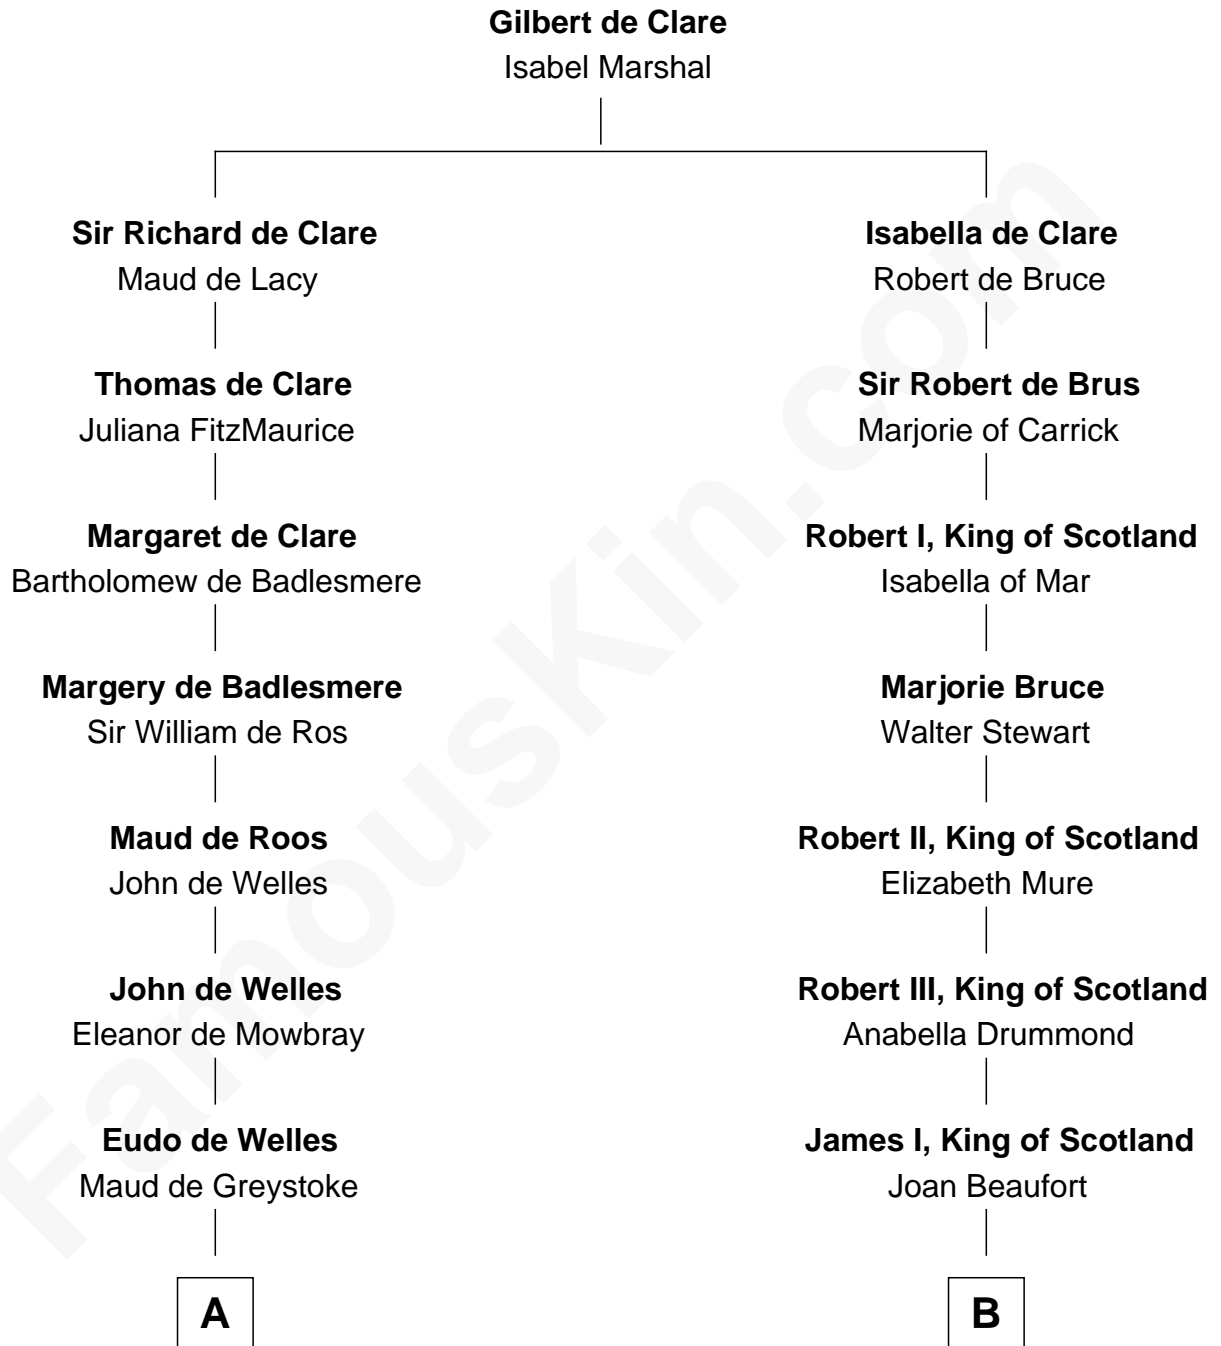 Gilbert de Clare
Isabel Marshal
Sir Richard de Clare
Maud de Lacy
Isabella de Clare
Robert de Bruce
Thomas de Clare
Juliana FitzMaurice
Sir Robert de Brus
Marjorie of Carrick
Margaret de Clare
Bartholomew de Badlesmere
Robert I, King of Scotland
Isabella of Mar
Margery de Badlesmere
Sir William de Ros
Marjorie Bruce
Walter Stewart
Maud de Roos
John de Welles
Robert II, King of Scotland
Elizabeth Mure
John de Welles
Eleanor de Mowbray
Robert III, King of Scotland
Anabella Drummond
Eudo de Welles
Maud de Greystoke
James I, King of Scotland
Joan Beaufort
A
B
FamousKin.com